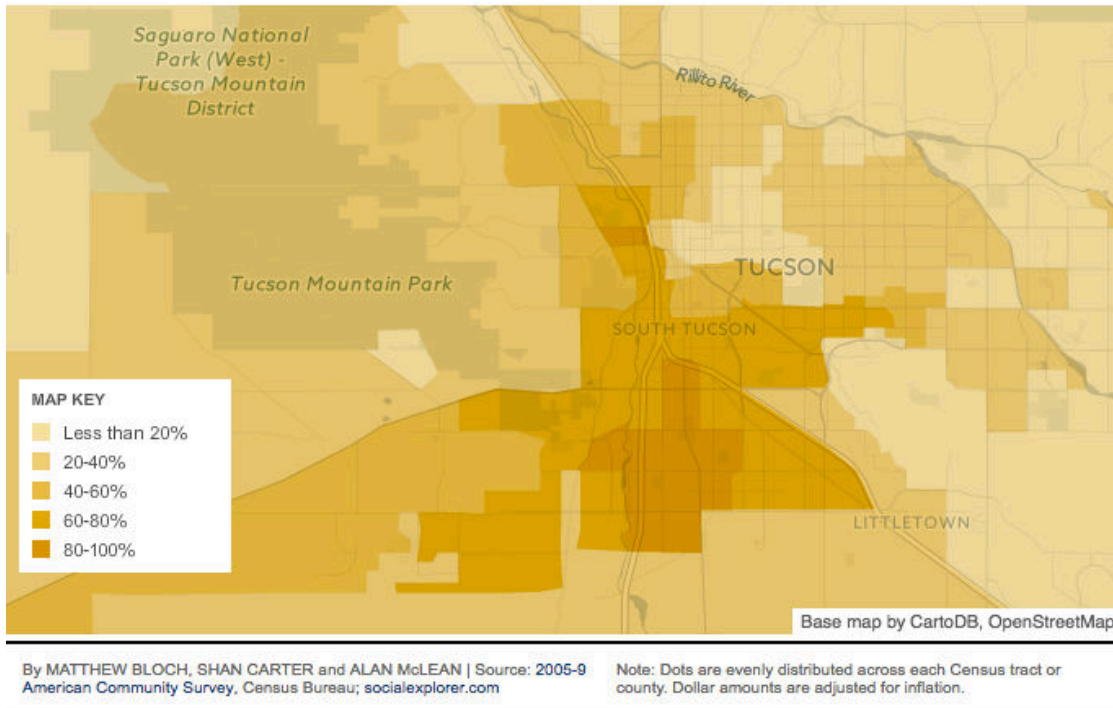 Saguaro National
Park (West) -
Tucson Mountain
District
Rillito River
Tucson Mountain Park
TUCSON
SOUTH TUCSON
MAP KEY
Less than 20%
20-40%
40-60%
60-80%
80-100%
LITTLETOWN
Base map by CartoDB, OpenStreetMap
By MATTHEW BLOCH, SHAN CARTER and ALAN McLEAN | Source: 2005-9
American Community Survey, Census Bureau; socialexplorer.com
Note: Dots are evenly distributed across each Census tract or
county. Dollar amounts are adjusted for inflation.